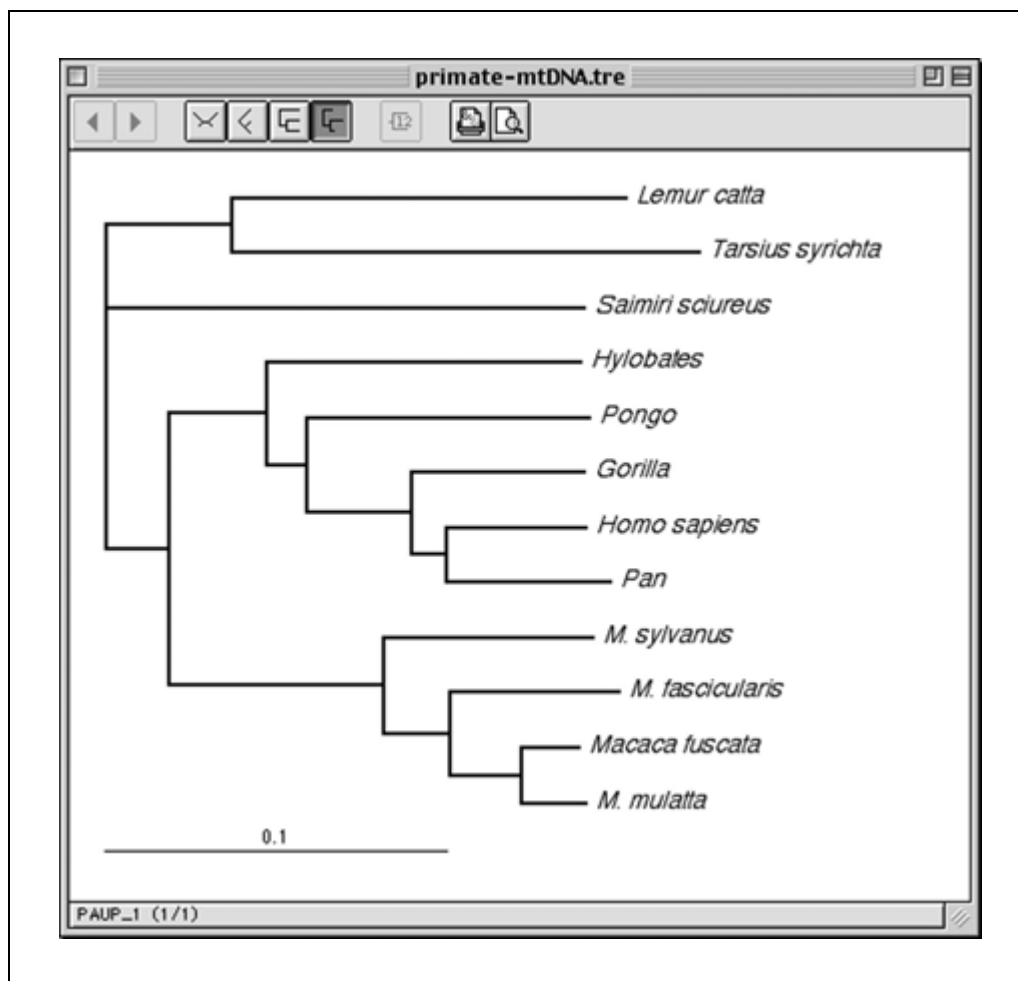 primate-mtDNA.tre
Lemur catta
Tarsius syrichta
Saimiri sciureus
Hylobates
Pongo
Gorilla
Homo sapiens
Pan
M. sylvanus
M. fascicularis
Macaca fuscata
M. mulatta
0.1
PAUP_1 (1/1)